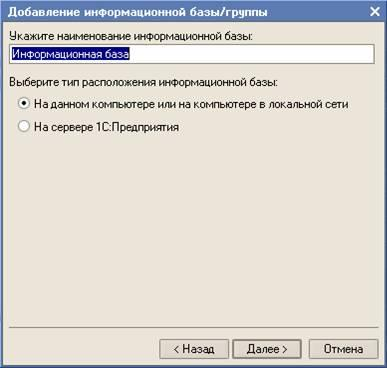 Добавление информационной базы/группы
Укажите наименование информационной базы:
Информационная база
Выберите тип расположения информационной базы:
На данном компьютере или на компьютере в локальной сети
На сервере 1С:Предприятия
< Назад
Далее >
Отмена